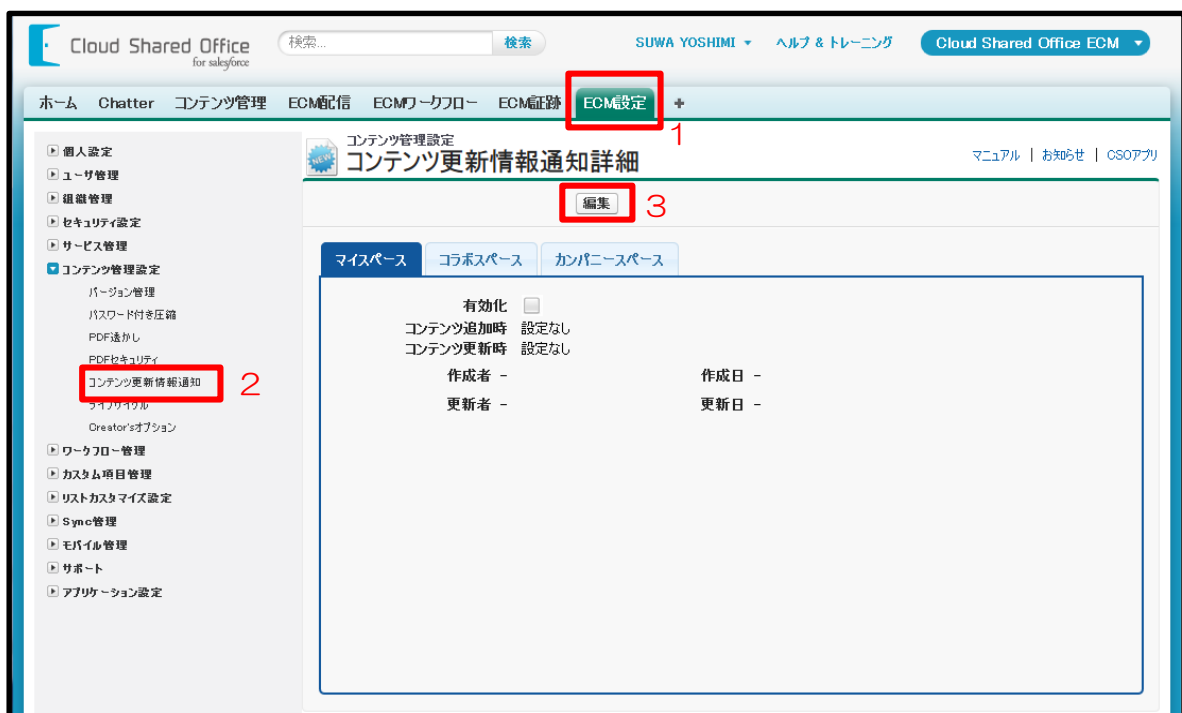 Cloud Shared Office
for salesforce
検索...
検索
SUWA YOSHIMI
ヘルプ & トレーニング
Cloud Shared Office ECM
ホーム Chatter コンテンツ管理 ECM配信 ECMワークフロー ECM証跡 ECM設定 +
1
個人設定
ユーザ管理
組織管理
セキュリティ設定
サービス管理
コンテンツ管理設定
バージョン管理
パスワード付き圧縮
PDF透かし
PDFセキュリティ
コンテンツ更新情報通知
2
ライフサイクル
Creator'sオプション
ワークフロー管理
カスタム項目管理
リストカスタマイズ設定
Sync管理
モバイル管理
サポート
アプリケーション設定
コンテンツ管理設定
コンテンツ更新情報通知詳細
マニュアル | お知らせ | CSOアプリ
編集
3
マイスペース コラボスペース カンパニースペース
有効化
コンテンツ追加時 設定なし
コンテンツ更新時 設定なし
作成者 - 作成日 -
更新者 - 更新日 -